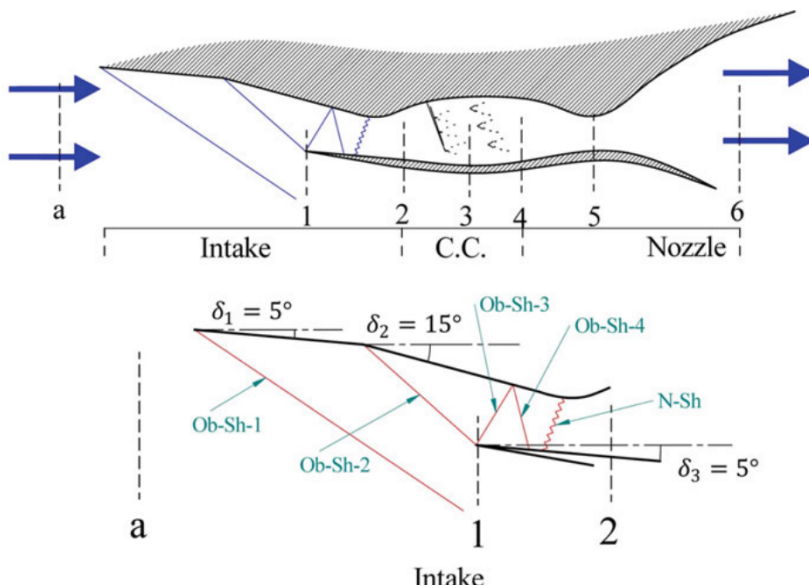 a
1
2
3
4
5
6
Intake
C.C.
Nozzle
δ₁ = 5°
δ₂ = 15°
Ob-Sh-3
Ob-Sh-4
Ob-Sh-1
Ob-Sh-2
N-Sh
δ₃ = 5°
a
1
2
Intake